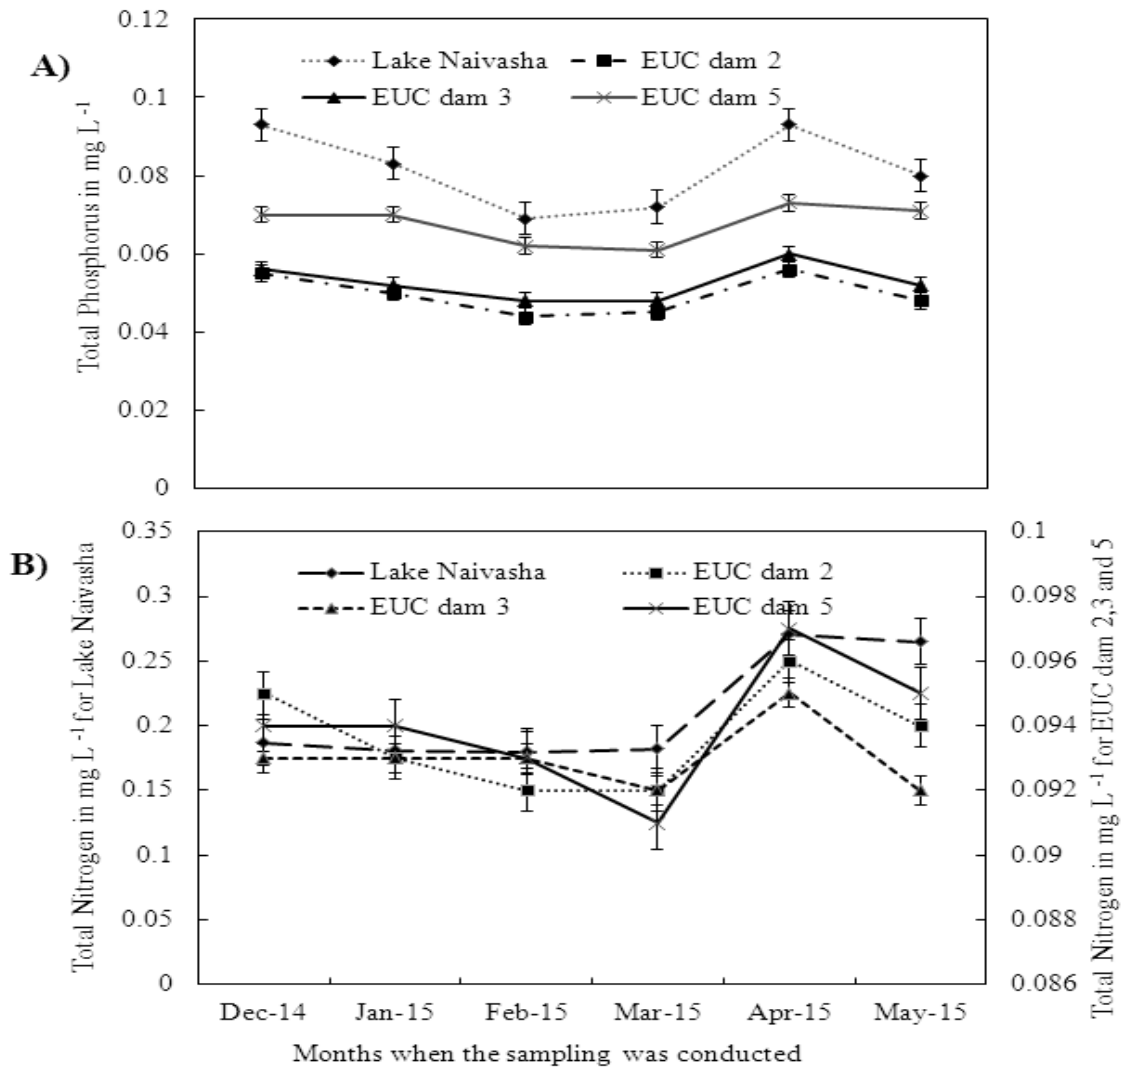 A)
Total Phosphorus in mg L -1
0.12
0.1
0.08
0.06
0.04
0.02
0
Lake Naivasha
EUC dam 2
EUC dam 3
EUC dam 5
B)
Total Nitrogen in mg L -1 for Lake Naivasha
0.35
0.3
0.25
0.2
0.15
0.1
0.05
0
Lake Naivasha
EUC dam 2
EUC dam 3
EUC dam 5
0.1
0.098
0.096
0.094
0.092
0.09
0.088
0.086
Total Nitrogen in mg L -1 for EUC dam 2,3 and 5
Dec-14 Jan-15 Feb-15 Mar-15 Apr-15 May-15
Months when the sampling was conducted